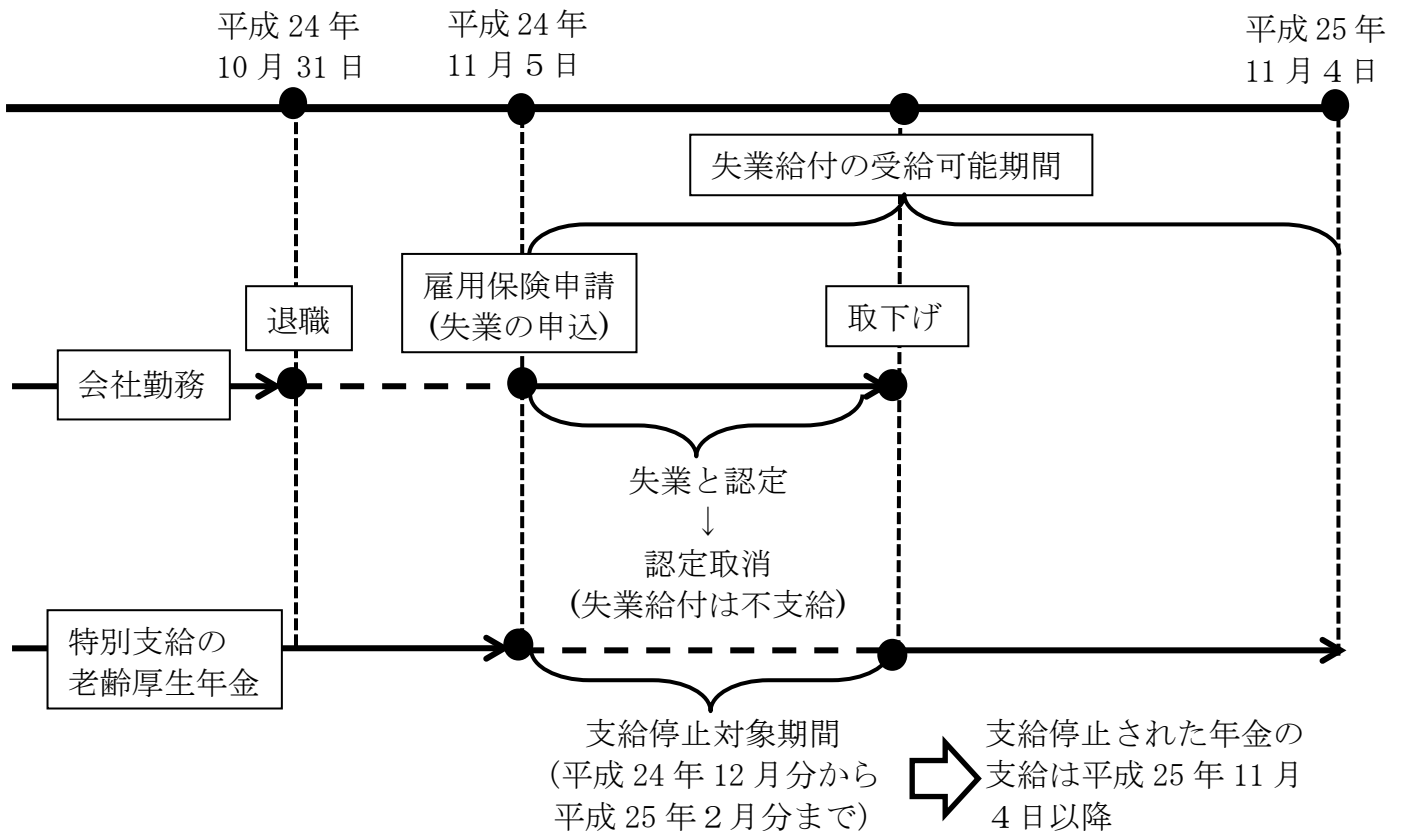 平成 24 年
10 月 31 日
平成 24 年
11 月５日
平成 25 年
11 月４日
失業給付の受給可能期間
雇用保険申請
(失業の申込)
退職
取下げ
会社勤務
失業と認定
↓
認定取消
(失業給付は不支給)
特別支給の
老齢厚生年金
支給停止対象期間
(平成 24 年 12 月分から
平成 25 年２月分まで)
支給停止された年金の
支給は平成 25 年 11 月
４日以降